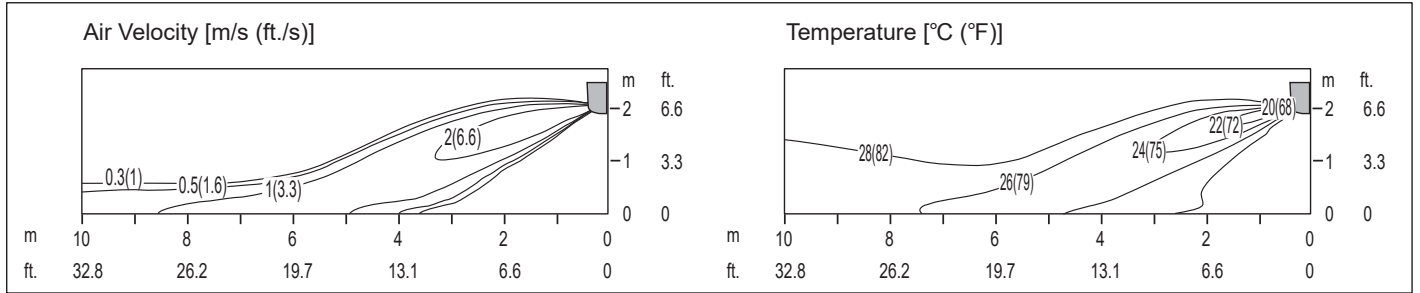 Air Velocity [m/s (ft./s)]
2(6.6)
0.3(1)
0.5(1.6)
1(3.3)
m ft.
2 6.6
1 3.3
0 0
m 10 8 6 4 2 0
ft. 32.8 26.2 19.7 13.1 6.6 0
Temperature [°C (°F)]
20(68)
22(72)
24(75)
28(82)
26(79)
m ft.
2 6.6
1 3.3
0 0
m 10 8 6 4 2 0
ft. 32.8 26.2 19.7 13.1 6.6 0